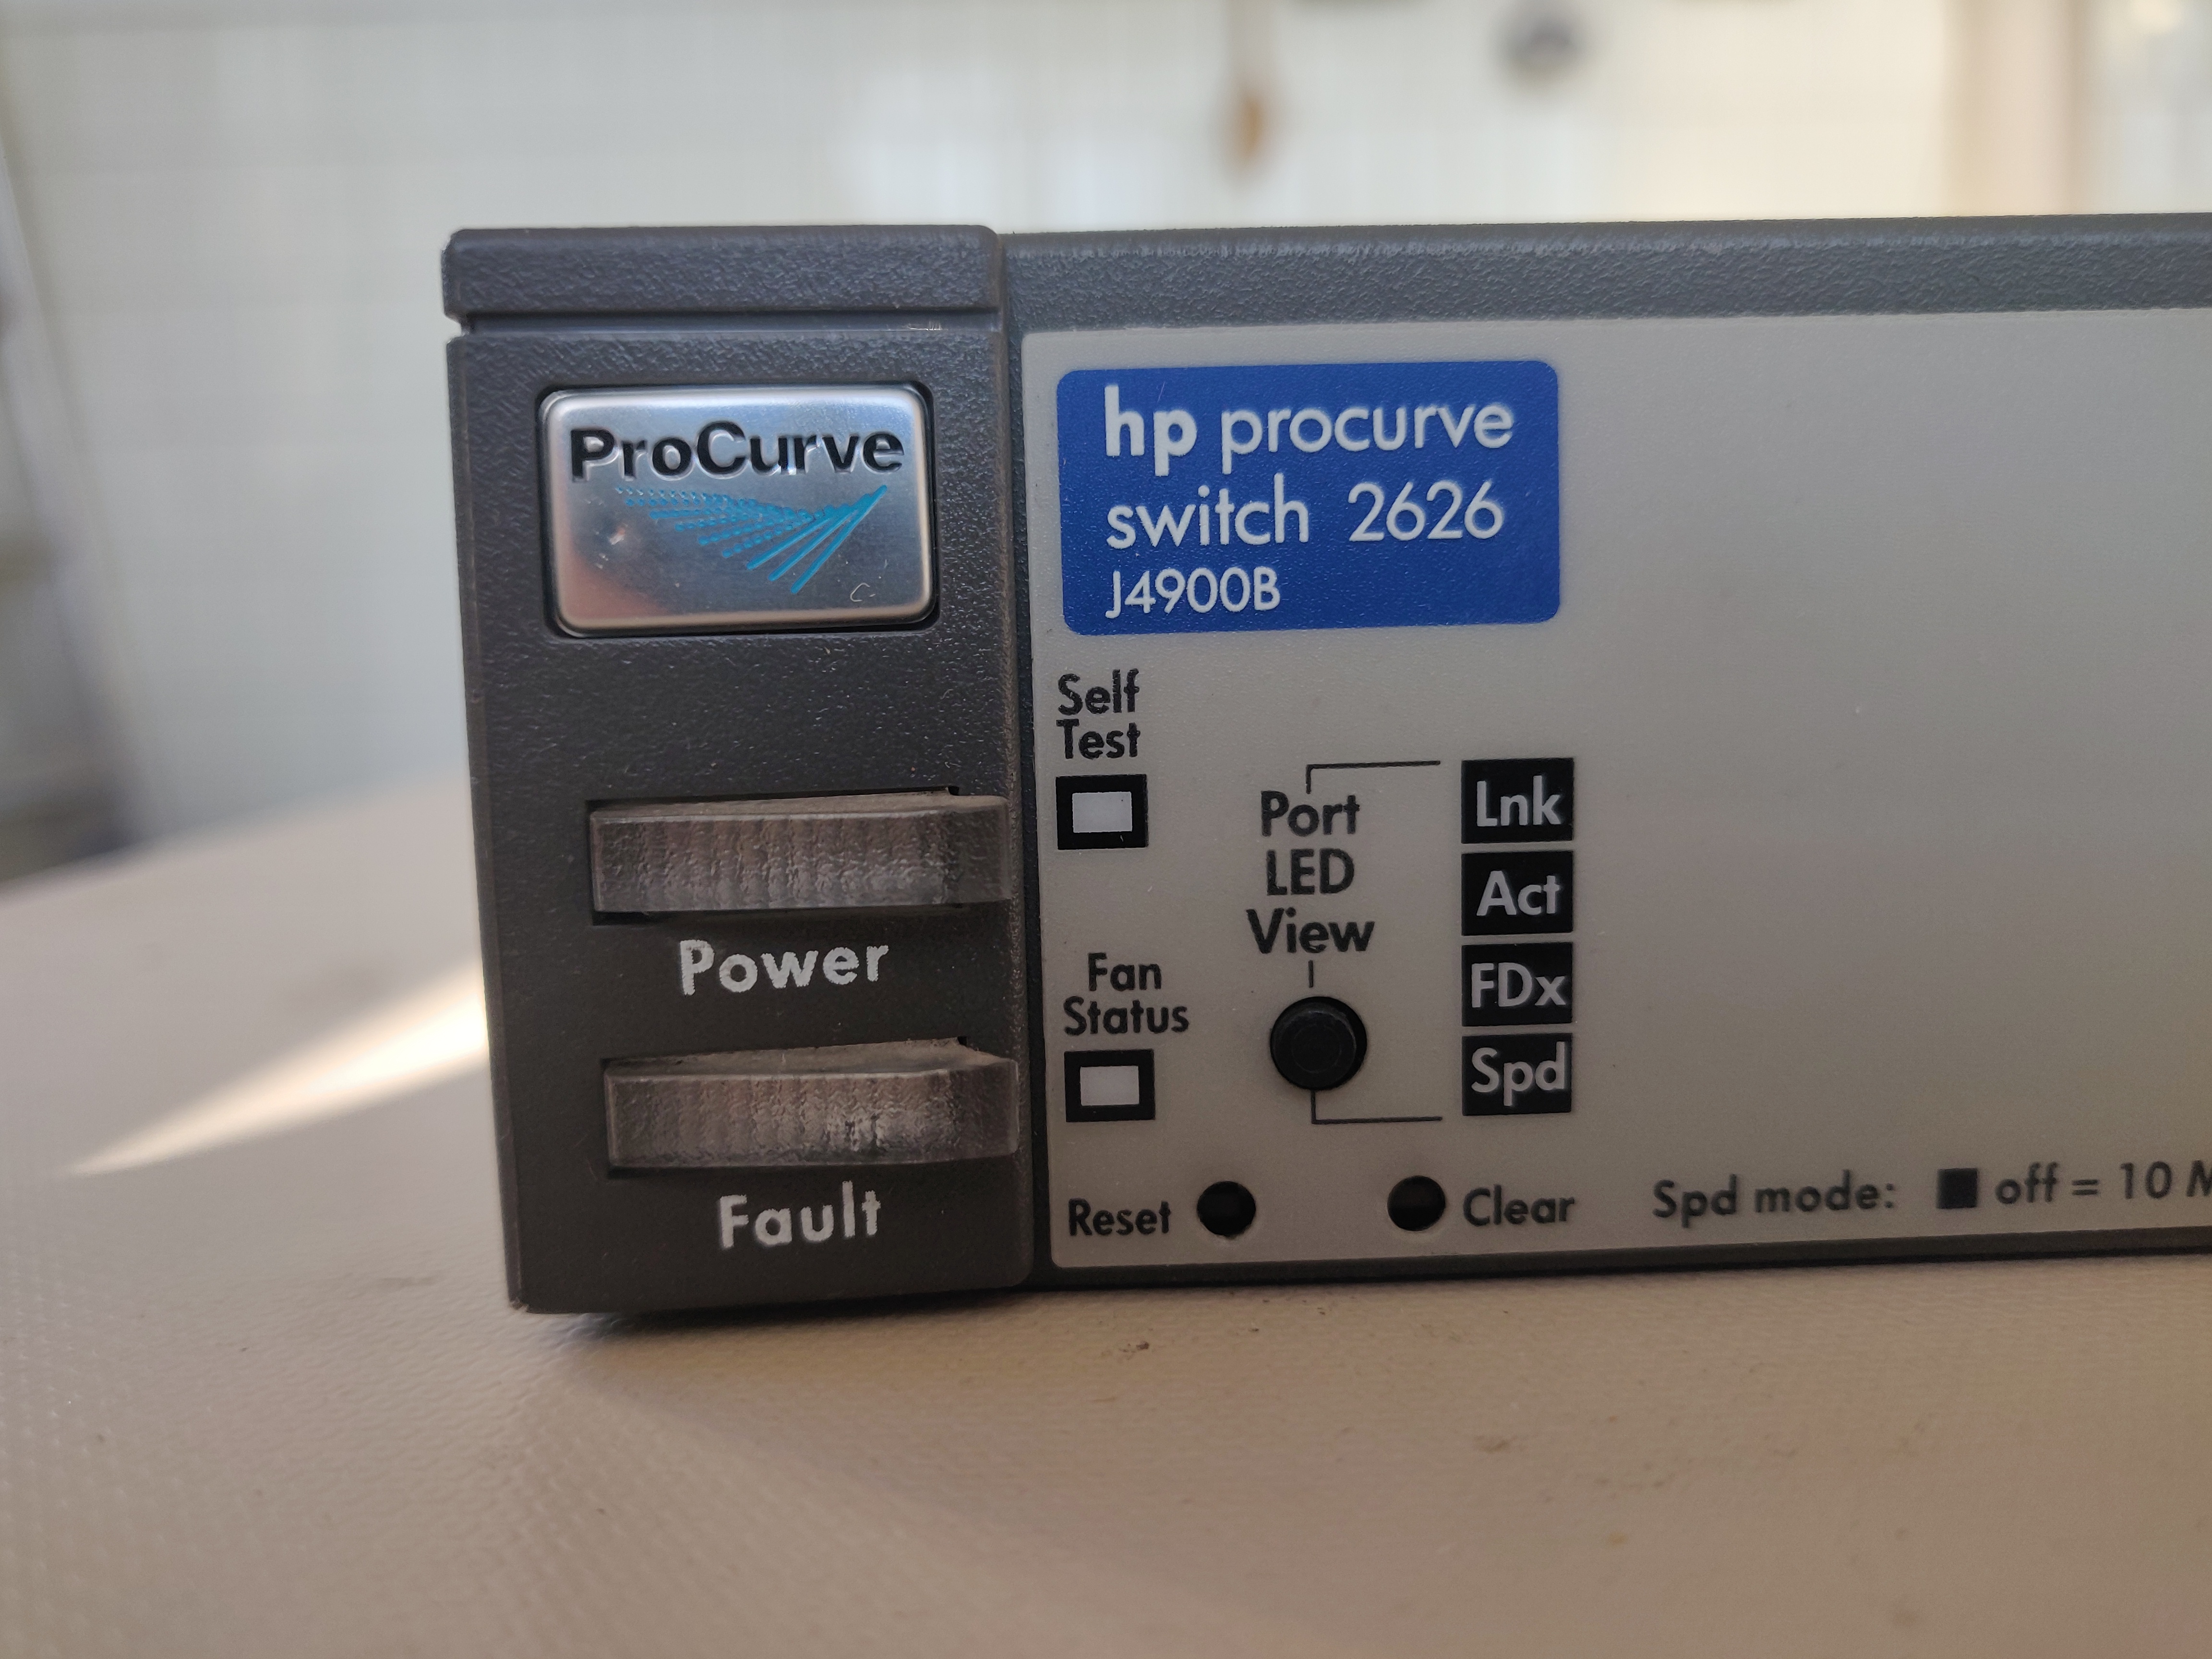 ProCurve
hp procurve
switch 2626
J4900B
Self
Test
Port
LED
View
Lnk
Act
FDx
Spd
Power
Fan
Status
Fault
Reset
Clear
Spd mode: off = 10 M